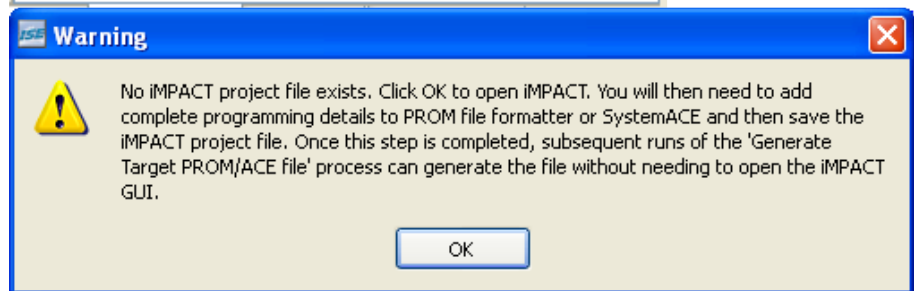 ISE Warning
No iMPACT project file exists. Click OK to open iMPACT. You will then need to add
complete programming details to PROM file formatter or SystemACE and then save the
iMPACT project file. Once this step is completed, subsequent runs of the 'Generate
Target PROM/ACE file' process can generate the file without needing to open the iMPACT
GUI.
OK